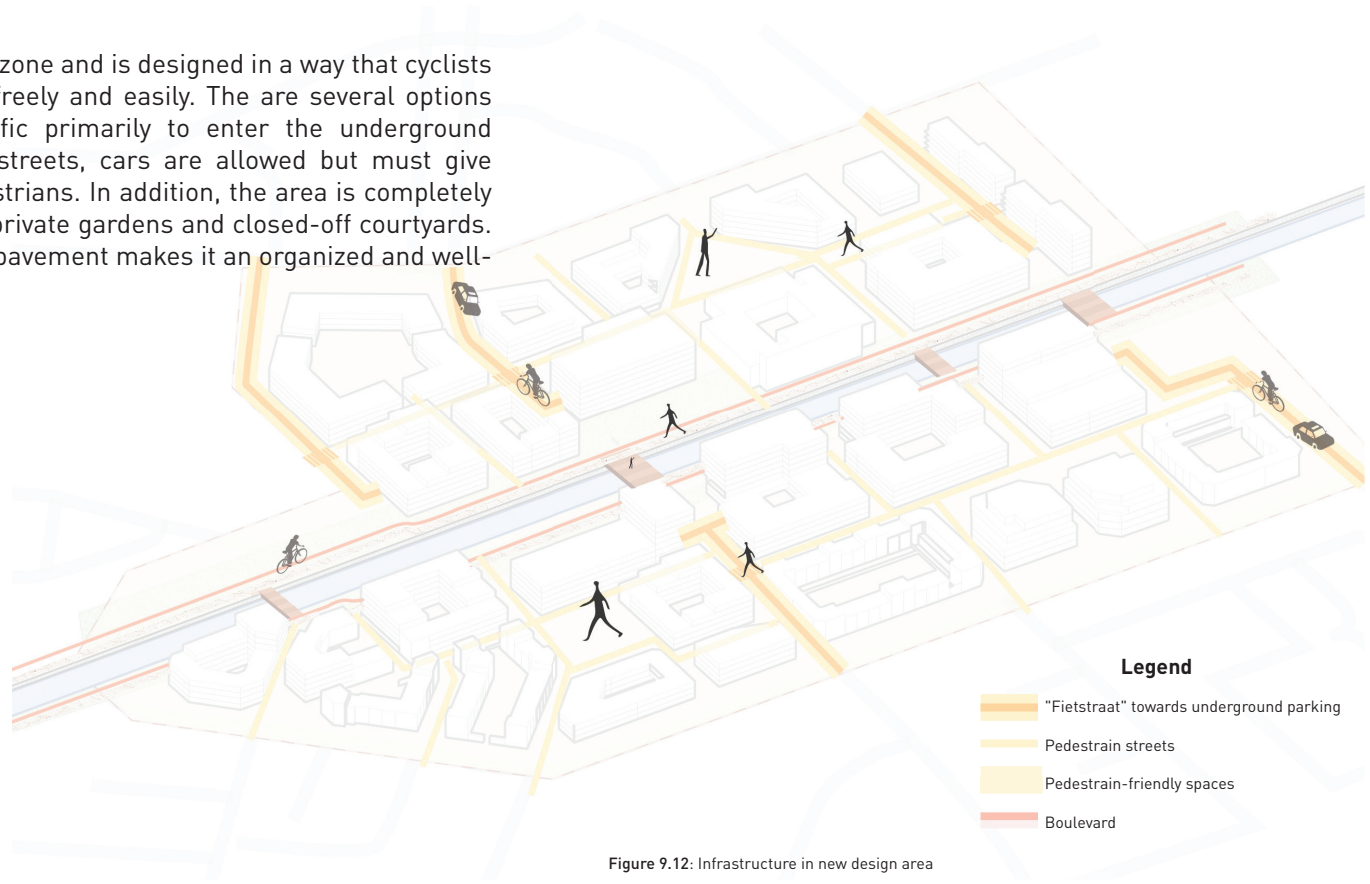 zone and is designed in a way that cyclists
freely and easily. The are several options
fic primarily to enter the underground
streets, cars are allowed but must give
strians. In addition, the area is completely
private gardens and closed-off courtyards.
pavement makes it an organized and well-
Legend
"Fietstraat" towards underground parking
Pedestrain streets
Pedestrain-friendly spaces
Boulevard
Figure 9.12: Infrastructure in new design area